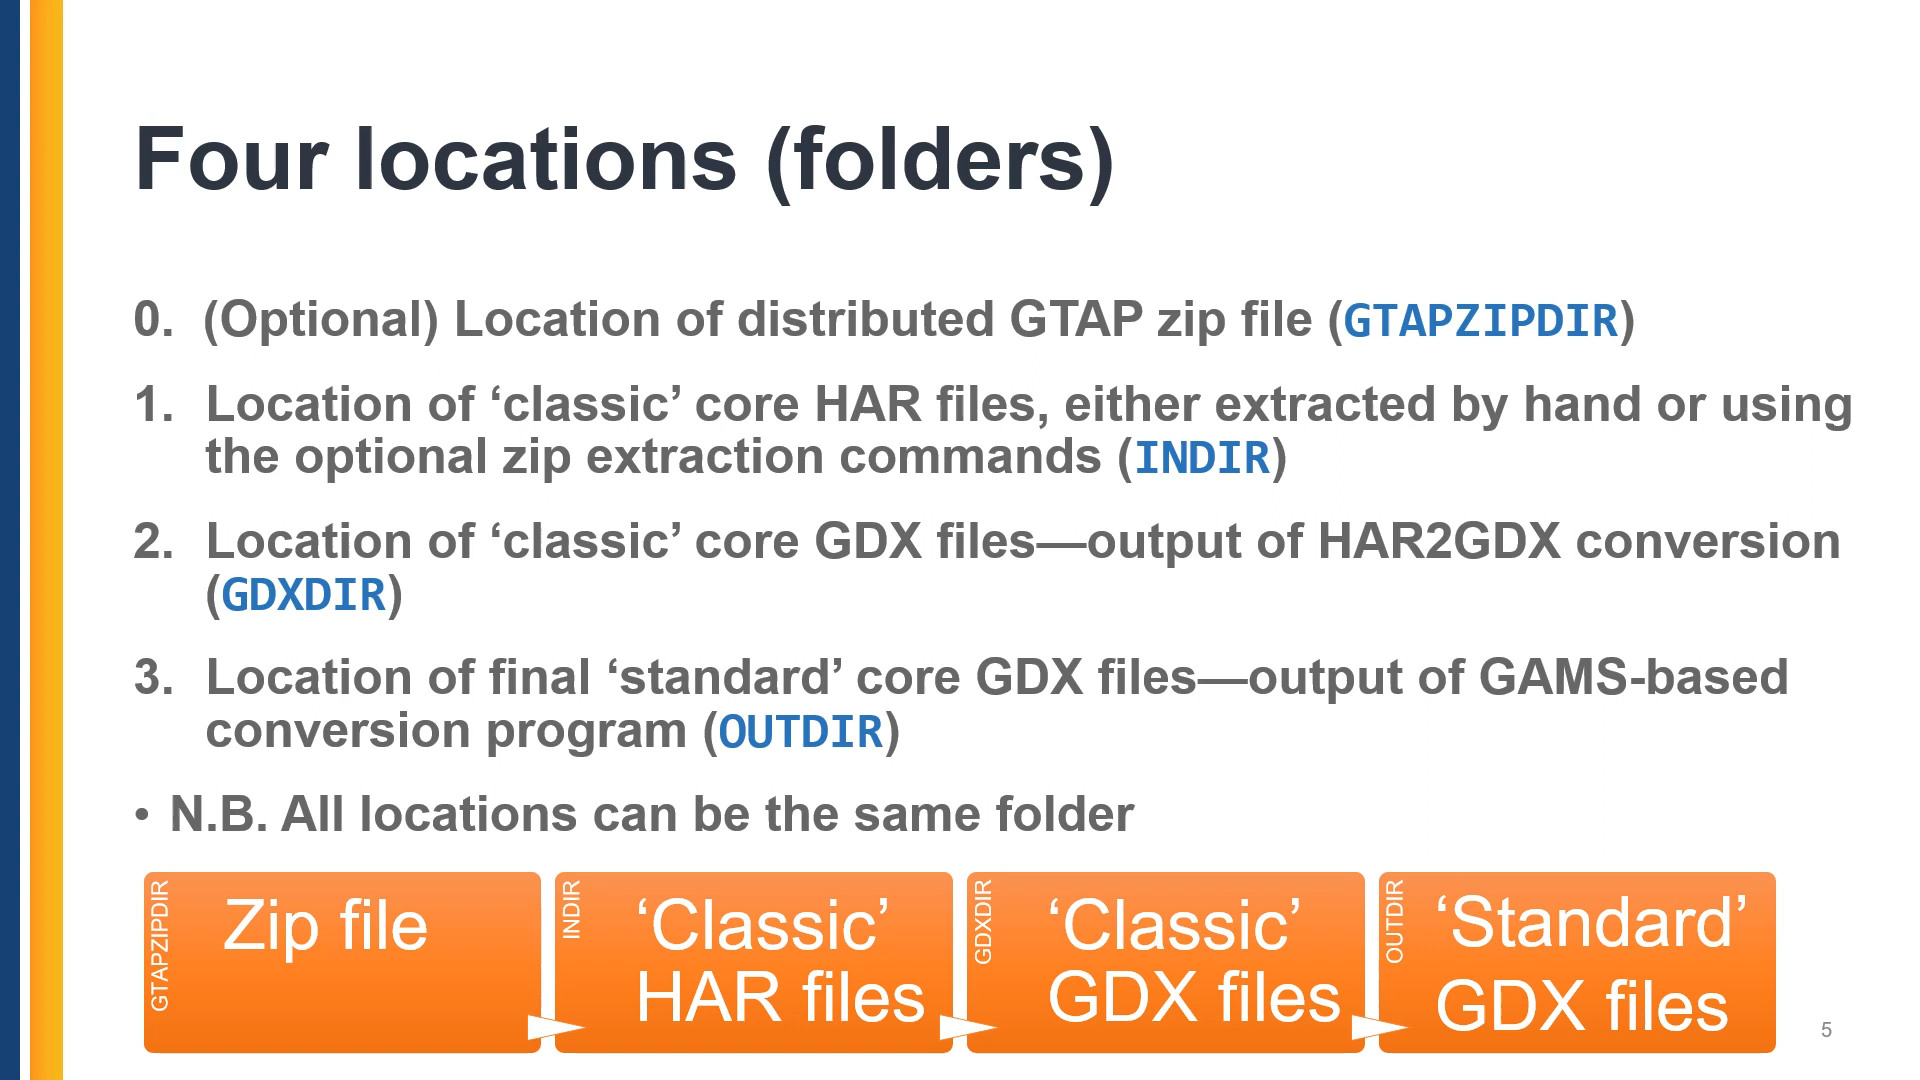 Four locations (folders)
0. (Optional) Location of distributed GTAP zip file (GTAPZIPDIR)
1. Location of ‘classic’ core HAR files, either extracted by hand or using
the optional zip extraction commands (INDIR)
2. Location of ‘classic’ core GDX files—output of HAR2GDX conversion
(GDXDIR)
3. Location of final ‘standard’ core GDX files—output of GAMS-based
conversion program (OUTDIR)
• N.B. All locations can be the same folder
GTAPZIPDIR
Zip file
INDIR
‘Classic’
HAR files
GDXDIR
‘Classic’
GDX files
OUTDIR
‘Standard’
GDX files
5